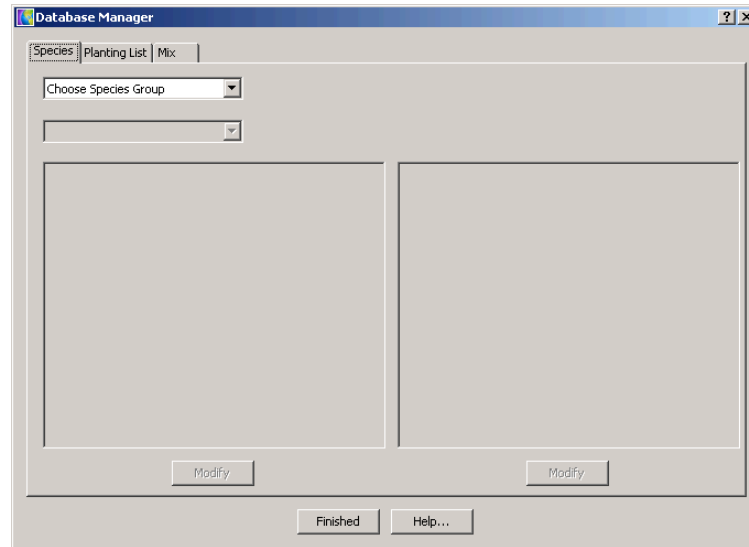 Database Manager
Species Planting List Mix
Choose Species Group
Modify Modify
Finished Help...